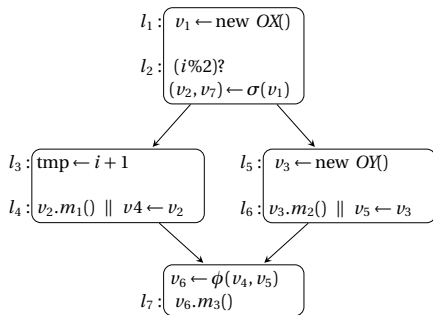 l₁: v₁ ← new OX()
l₂: (i%2)?
(v₂, v₇) ← σ(v₁)
l₃: tmp ← i + 1
l₄: v₂.m₁() ∥ v4 ← v₂
l₅: v₃ ← new OY()
l₆: v₃.m₂() ∥ v₅ ← v₃
v₆ ← ϕ(v₄, v₅)
l₇: v₆.m₃()